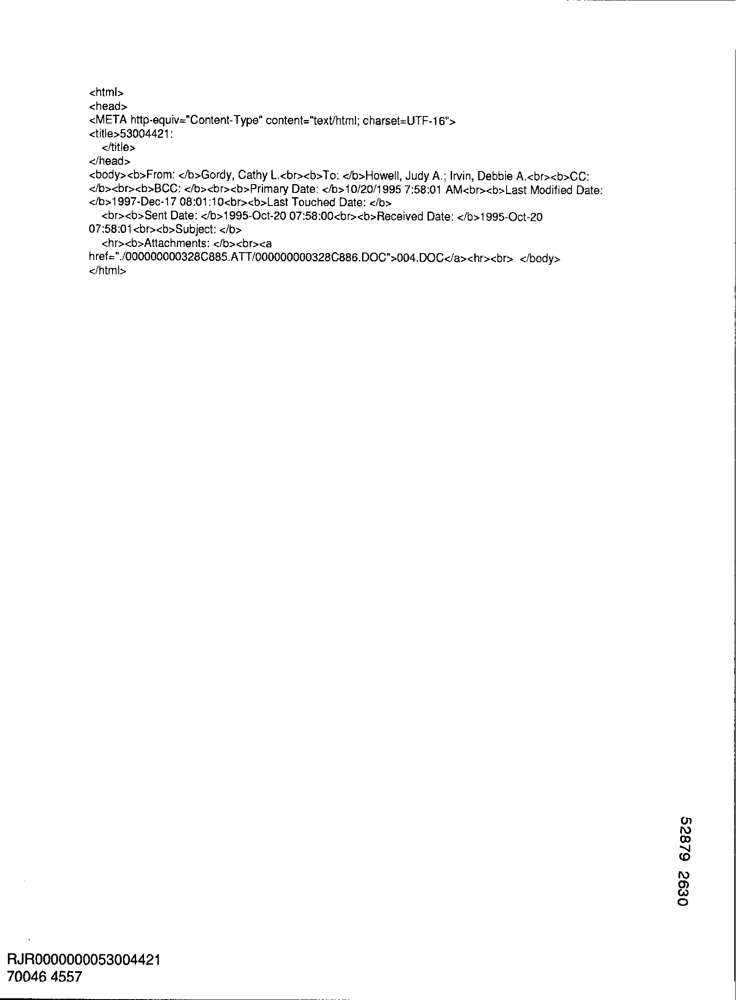 <html>
<head>
<META http-equiv="Content-Type" content="text/html; charset=UTF-16">
<title>53004421:
</title>
</head>
<body><b>From: </b>Gordy, Cathy L.<br><b>To: </b>Howell, Judy A.; Irvin, Debbie A.<br><b>CC:
</b><br><b>BCC: </b><br><b>Primary Date: </b>10/20/1995 7:58:01 AM<br><b>Last Modified Date:
</b>1997-Dec-17 08:01:10<br><b>Last Touched Date: </b>
<br><b>Sent Date: </b>1995-Oct-20 07:58:00<br><b>Received Date: </b>1995-Oct-20
07:58:01<br><b>Subject: </b>
<hr><b>Attachments: </b><br><a
href="./000000000328C885.ATT/000000000328C886.DOC">004.DOC</a><hr><br> </body>
</html>
52879 2630
RJR0000000053004421
70046 4557